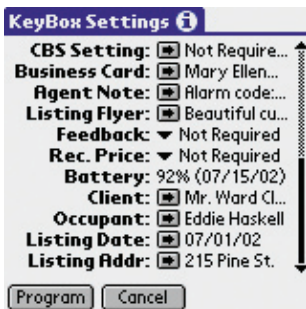 KeyBox Settings i
CBS Setting: Not Require...
Business Card: Mary Ellen...
Agent Note: Alarm code:...
Listing Flyer: Beautiful cu...
Feedback: Not Required
Rec. Price: Not Required
Battery: 92% (07/15/02)
Client: Mr. Ward Cl...
Occupant: Eddie Haskell
Listing Date: 07/01/02
Listing Addr: 215 Pine St.
Program Cancel